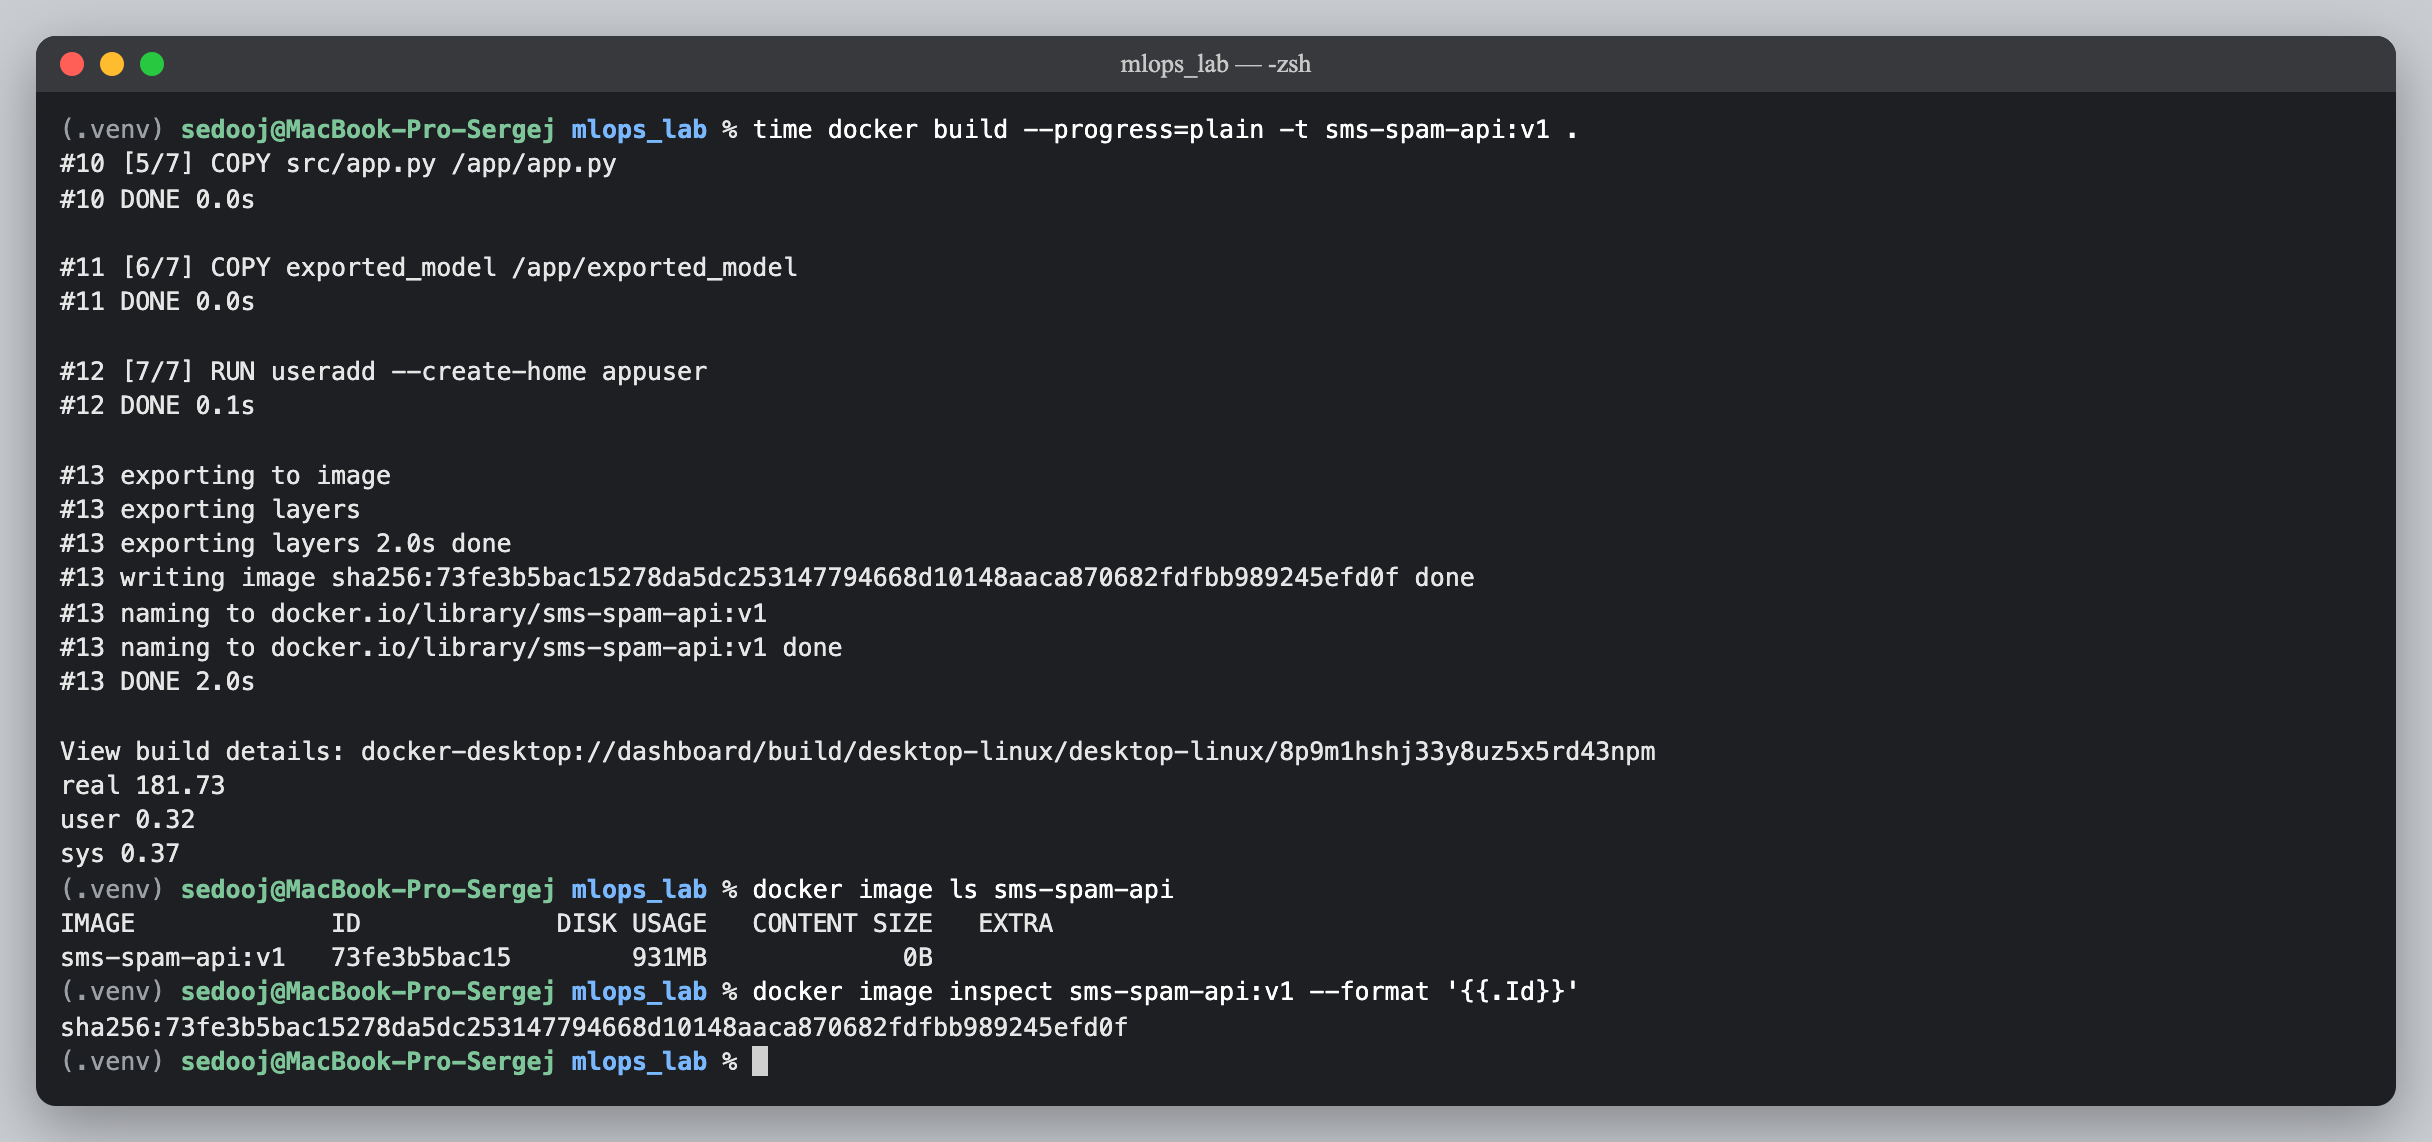 mlops_lab — -zsh
(.venv) sedooj@MacBook-Pro-Sergej mlops_lab % time docker build --progress=plain -t sms-spam-api:v1 .
#10 [5/7] COPY src/app.py /app/app.py
#10 DONE 0.0s
#11 [6/7] COPY exported_model /app/exported_model
#11 DONE 0.0s
#12 [7/7] RUN useradd --create-home appuser
#12 DONE 0.1s
#13 exporting to image
#13 exporting layers
#13 exporting layers 2.0s done
#13 writing image sha256:73fe3b5bac15278da5dc253147794668d10148aaca870682fdfbb989245efd0f done
#13 naming to docker.io/library/sms-spam-api:v1
#13 naming to docker.io/library/sms-spam-api:v1 done
#13 DONE 2.0s
View build details: docker-desktop://dashboard/build/desktop-linux/desktop-linux/8p9m1hshj33y8uz5x5rd43npm
real 181.73
user 0.32
sys 0.37
(.venv) sedooj@MacBook-Pro-Sergej mlops_lab % docker image ls sms-spam-api
IMAGE             ID             DISK USAGE   CONTENT SIZE   EXTRA
sms-spam-api:v1   73fe3b5bac15        931MB             0B
(.venv) sedooj@MacBook-Pro-Sergej mlops_lab % docker image inspect sms-spam-api:v1 --format '{{.Id}}'
sha256:73fe3b5bac15278da5dc253147794668d10148aaca870682fdfbb989245efd0f
(.venv) sedooj@MacBook-Pro-Sergej mlops_lab %